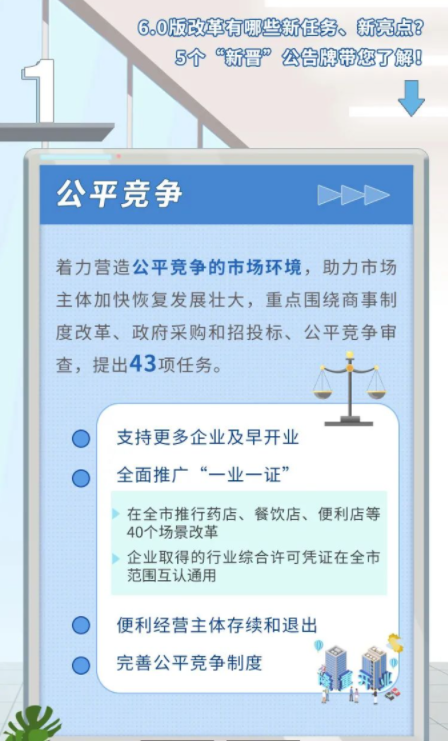 6.0版改革有哪些新任务、新亮点?
5个“新晋”公告牌带您了解!
1
公平竞争
着力营造公平竞争的市场环境，助力市场
主体加快恢复发展壮大，重点围绕商事制
度改革、政府采购和招投标、公平竞争审
查，提出43项任务。
支持更多企业及早开业
全面推广“一业一证”
在全市推行药店、餐饮店、便利店等
40个场景改革
企业取得的行业综合许可凭证在全市
范围互认通用
便利经营主体存续和退出
完善公平竞争制度